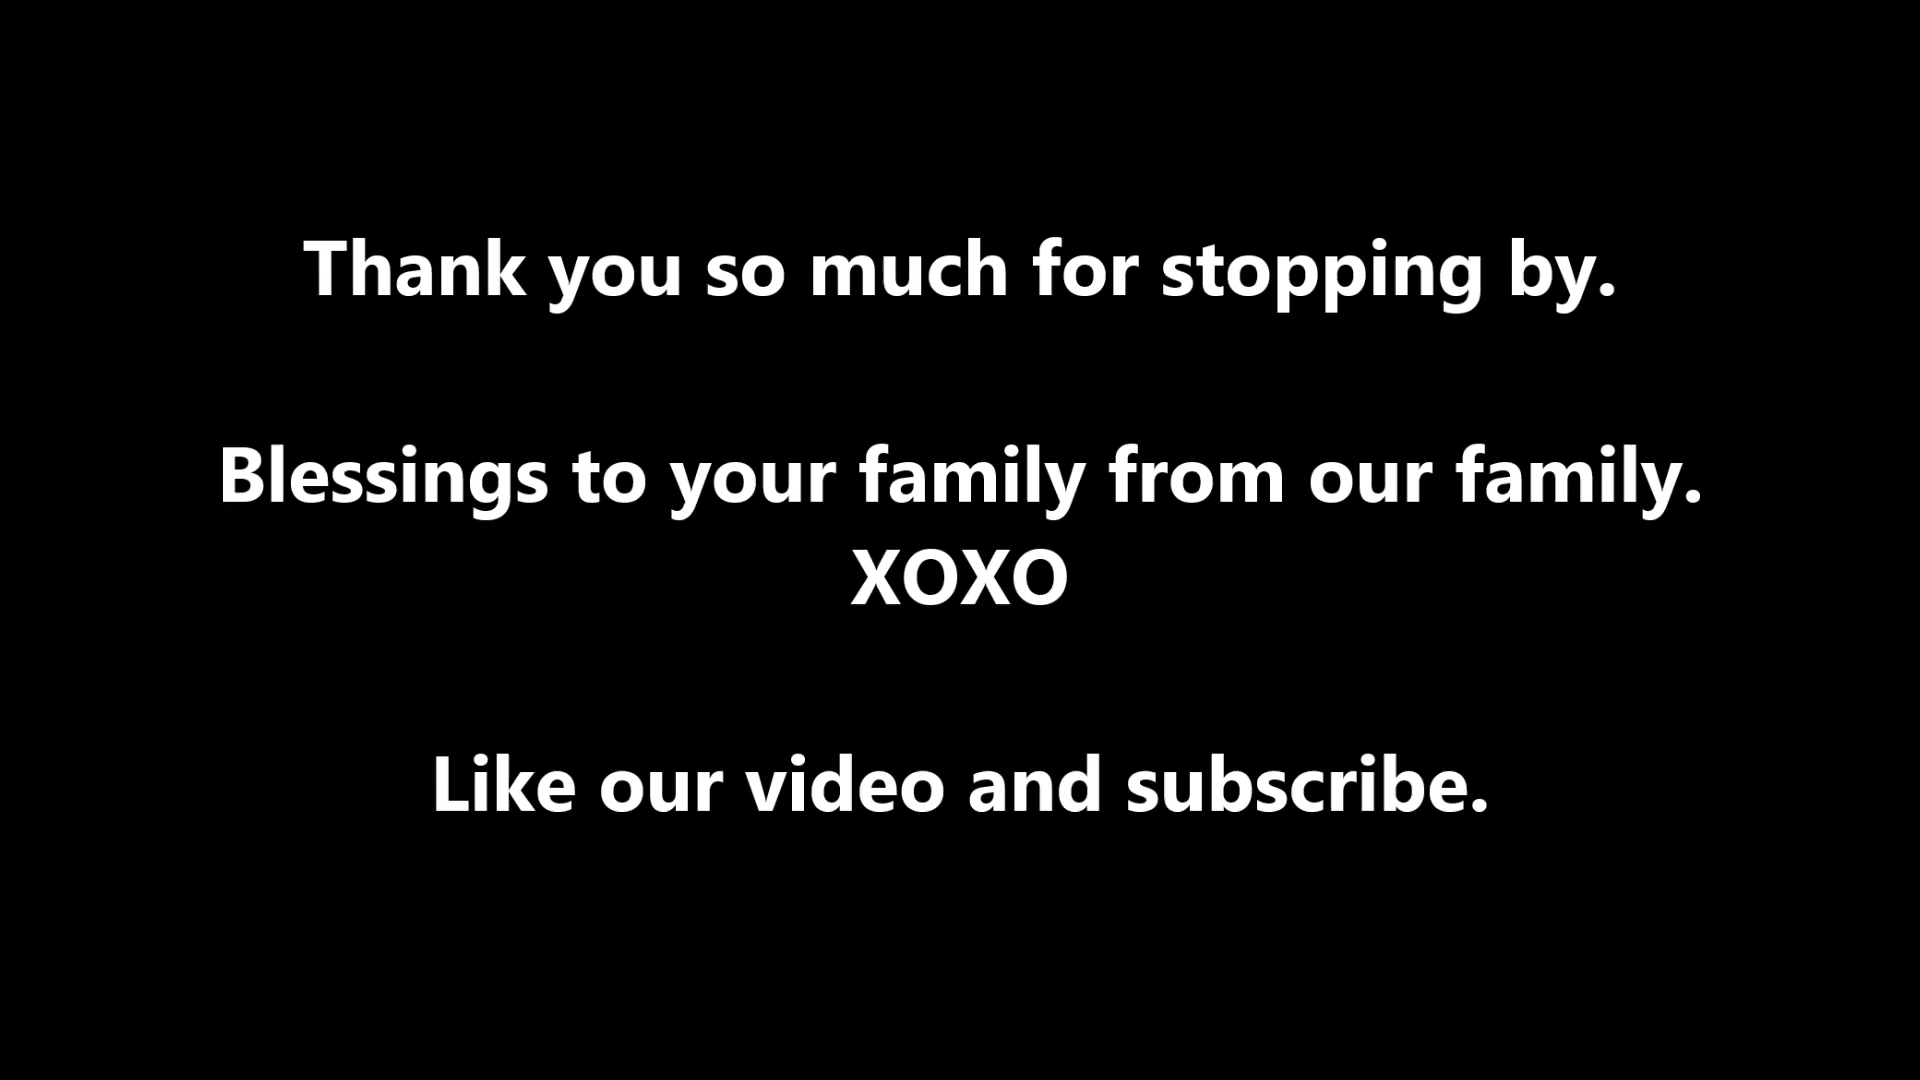 Thank you so much for stopping by.
Blessings to your family from our family.
XOXO
Like our video and subscribe.